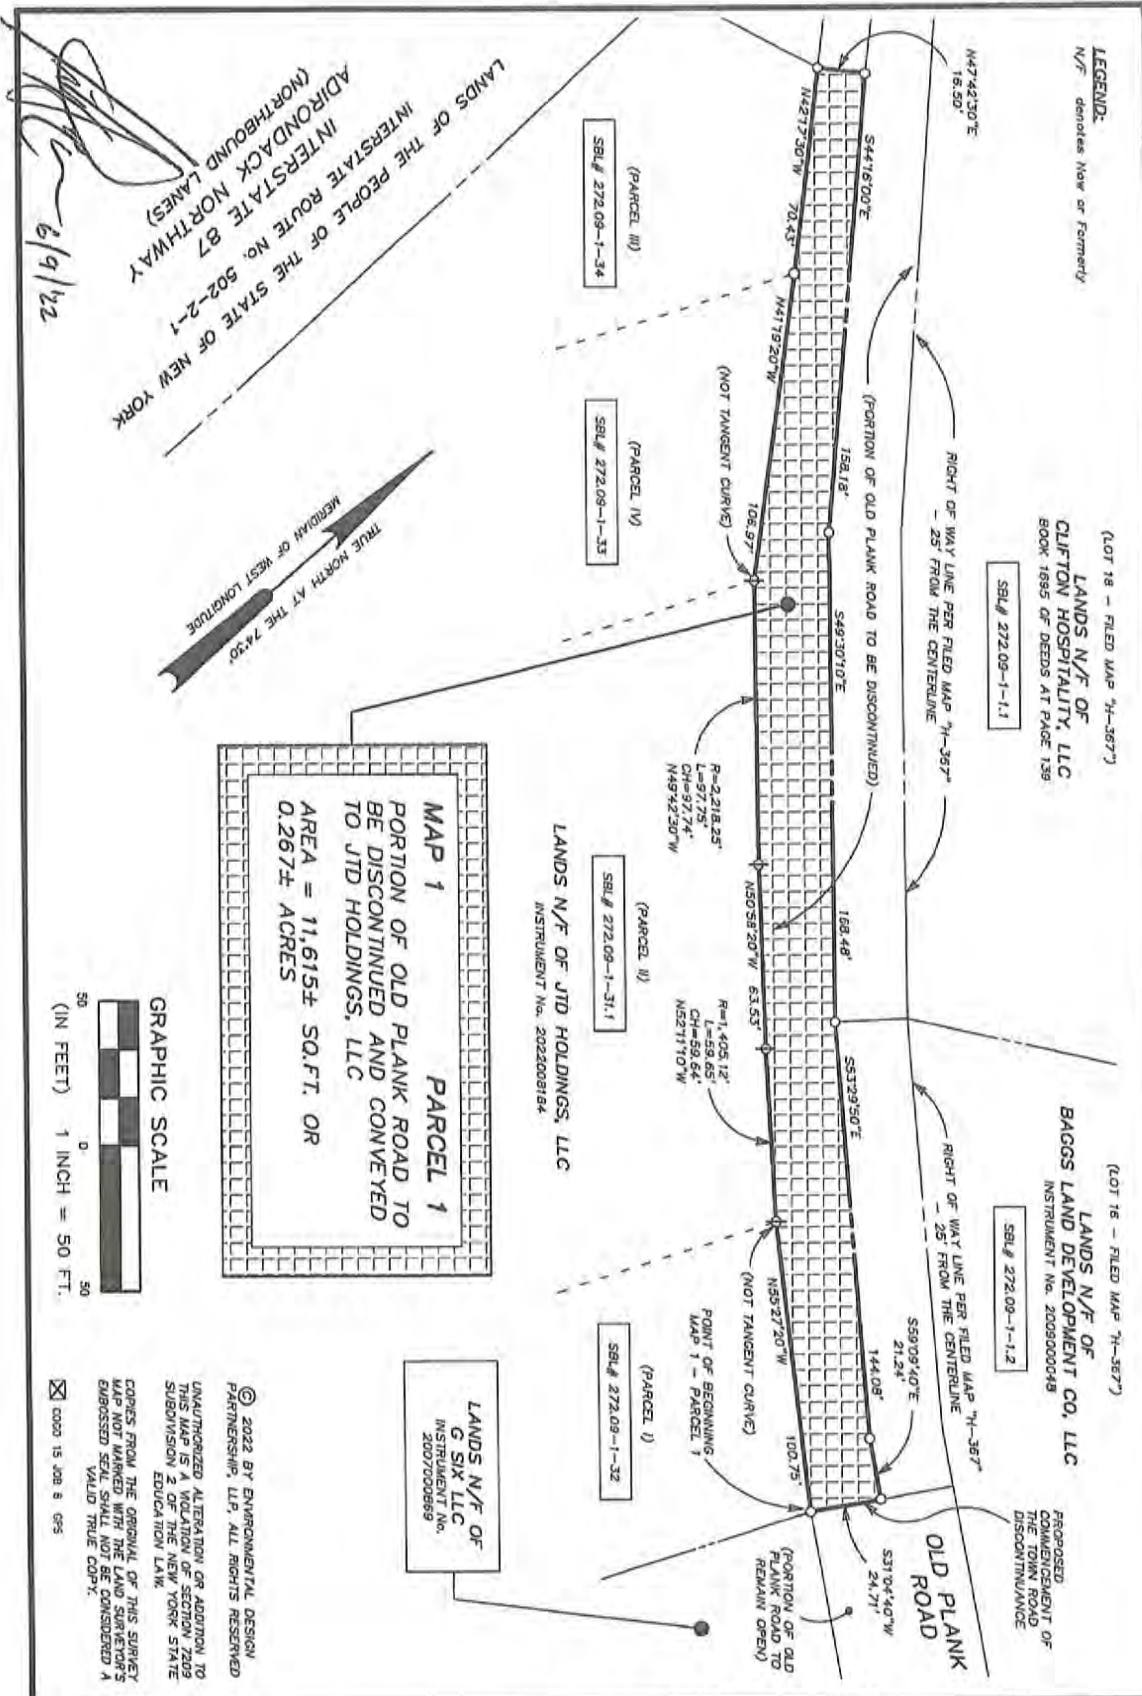 LEGEND:
N/F denotes Now or Formerly
(LOT 18 - FILED MAP "H-367")
LANDS N/F OF
CLIFTON HOSPITALITY, LLC
BOOK 1695 OF DEEDS AT PAGE 139
SBL# 272.09-1-1.1
(LOT 16 - FILED MAP "H-367")
LANDS N/F OF
BAGGS LAND DEVELOPMENT CO, LLC
INSTRUMENT No. 2009000048
SBL# 272.09-1-1.2
PROPOSED
COMMENCEMENT OF
THE TOWN ROAD
DISCONTINUANCE
RIGHT OF WAY LINE PER FILED MAP "H-367"
- 25' FROM THE CENTERLINE
RIGHT OF WAY LINE PER FILED MAP "H-367"
- 25' FROM THE CENTERLINE
OLD PLANK
ROAD
N47°42'30"E
16.50'
S44°16'00"E
158.18'
(PORTION OF OLD PLANK ROAD TO BE DISCONTINUED)
S49°30'10"E
168.48'
S53°29'50"E
144.08'
S59°09'40"E
21.24'
S31°04'40"W
24.71'
(PORTION OF OLD
PLANK ROAD TO
REMAIN OPEN)
N42°17'30"W
70.43'
N41°19'20"W
106.97'
(NOT TANGENT CURVE)
R=2,218.25'
L=97.75'
CH=97.74'
N49°42'30"W
N50°58'20"W
63.53'
R=1,405.12'
L=59.65'
CH=59.64'
N52°11'10"W
(NOT TANGENT CURVE)
N55°27'20"W
100.75'
POINT OF BEGINNING
MAP 1 - PARCEL 1
(PARCEL III)
SBL# 272.09-1-34
(PARCEL IV)
SBL# 272.09-1-33
(PARCEL II)
SBL# 272.09-1-31.1
(PARCEL I)
SBL# 272.09-1-32
LANDS N/F OF JTD HOLDINGS, LLC
INSTRUMENT No. 2022008184
LANDS N/F OF
G SIX LLC
INSTRUMENT No.
2007000869
LANDS OF THE PEOPLE OF THE STATE OF NEW YORK
INTERSTATE ROUTE No. 502-2-1
INTERSTATE 87
ADIRONDACK NORTHWAY
(NORTHBOUND LANES)
TRUE NORTH AT THE 74°30'
MERIDIAN OF WEST LONGITUDE
MAP 1 PARCEL 1
PORTION OF OLD PLANK ROAD TO
BE DISCONTINUED AND CONVEYED
TO JTD HOLDINGS, LLC
AREA = 11,615± SQ.FT. OR
0.267± ACRES
GRAPHIC SCALE
50 0 50
(IN FEET) 1 INCH = 50 FT.
© 2022 BY ENVIRONMENTAL DESIGN
PARTNERSHIP, LLP, ALL RIGHTS RESERVED
UNAUTHORIZED ALTERATION OR ADDITION TO
THIS MAP IS A VIOLATION OF SECTION 7209
SUBDIVISION 2 OF THE NEW YORK STATE
EDUCATION LAW.
COPIES FROM THE ORIGINAL OF THIS SURVEY
MAP NOT MARKED WITH THE LAND SURVEYOR'S
EMBOSSED SEAL SHALL NOT BE CONSIDERED A
VALID TRUE COPY.
COGO 15 JOB & GPS
6/9/22